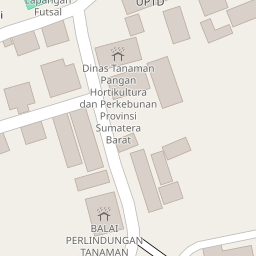 Lapangan
Futsal
UPTD
i
Dinas Tanaman
Pangan
Hortikultura
dan Perkebunan
Provinsi
Sumatera
Barat
BALAI
PERLINDUNGAN
TANAMAN